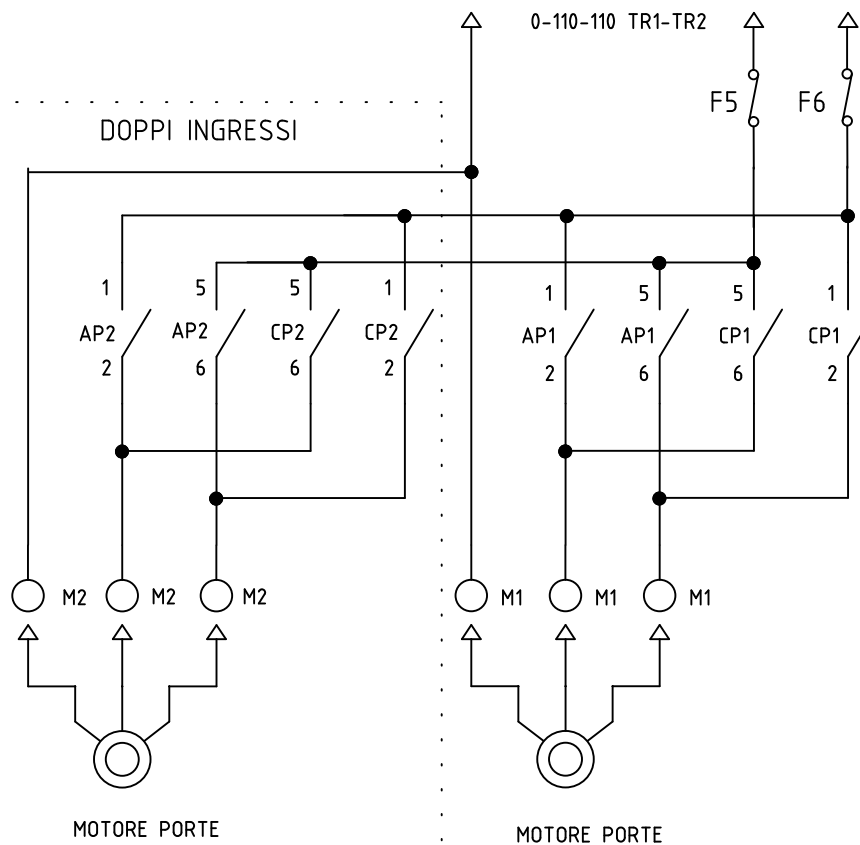 0-110-110 TR1-TR2
F5 F6
DOPPI INGRESSI
1 5 5 1 1 5 5 1
AP2 AP2 CP2 CP2 AP1 AP1 CP1 CP1
2 6 6 2 2 6 6 2
M2 M2 M2 M1 M1 M1
MOTORE PORTE MOTORE PORTE